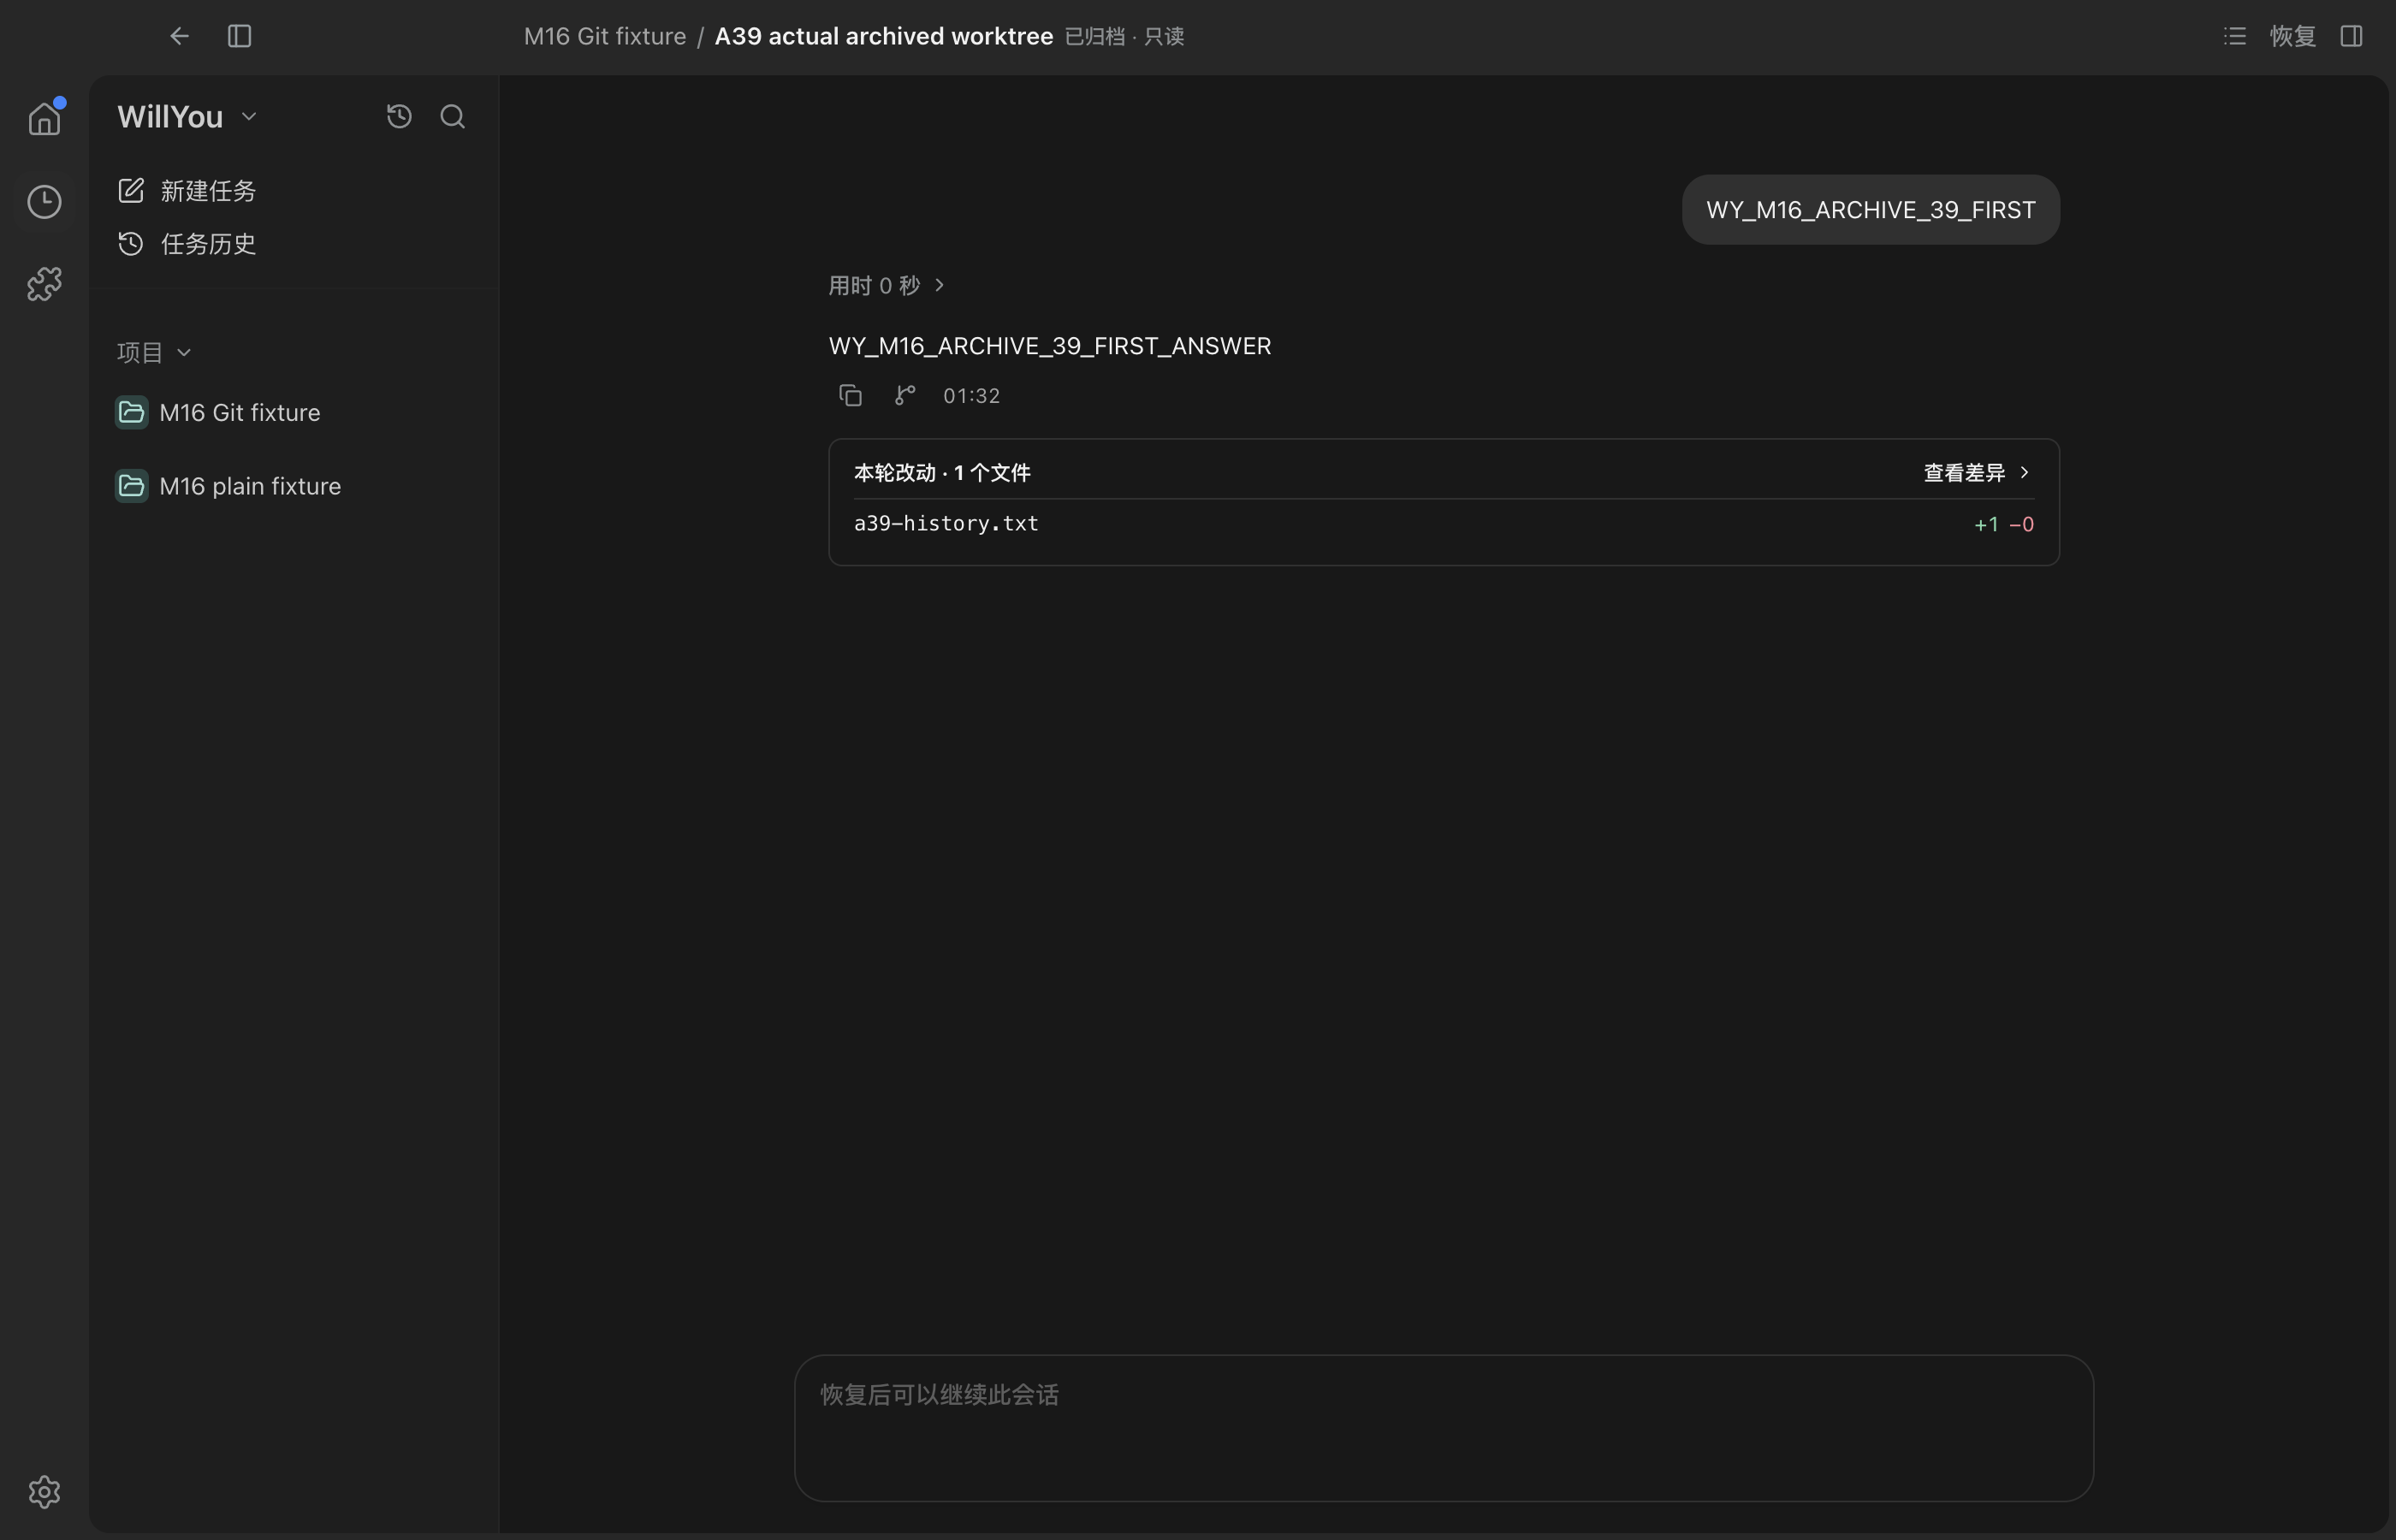 M16 Git fixture / A39 actual archived worktree 已归档 · 只读
恢复
WillYou
新建任务
任务历史
项目
M16 Git fixture
M16 plain fixture
WY_M16_ARCHIVE_39_FIRST
用时 0 秒
WY_M16_ARCHIVE_39_FIRST_ANSWER
01:32
本轮改动 · 1 个文件 查看差异
a39-history.txt +1 −0
恢复后可以继续此会话